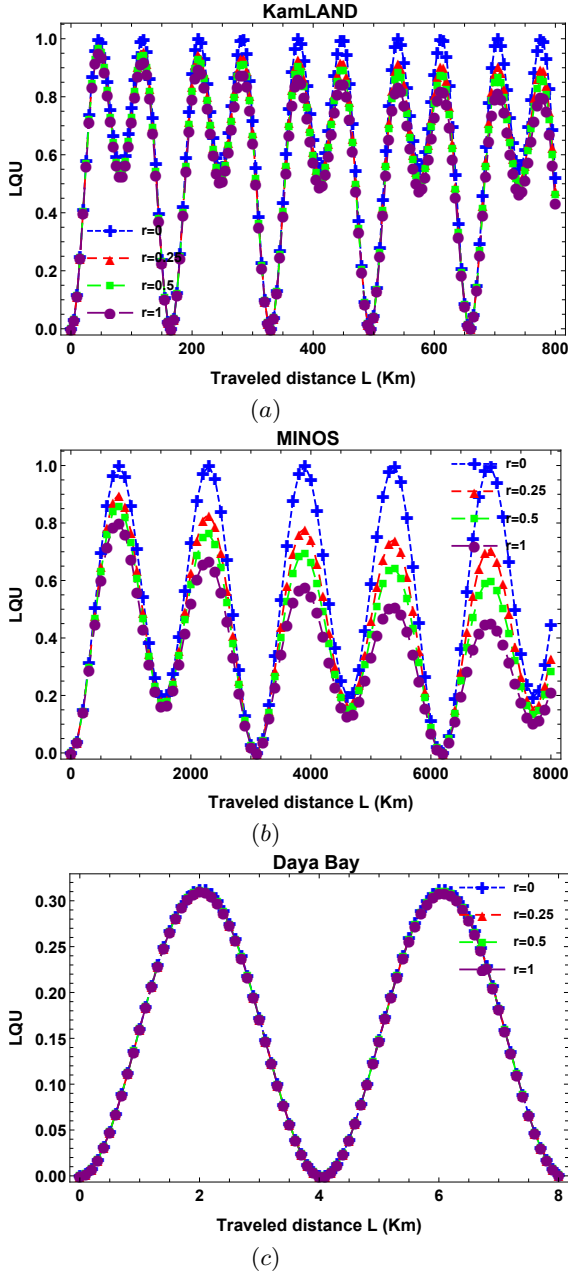 KamLAND
1.0
0.8
0.6
0.4
0.2
0.0
LQU
r=0
r=0.25
r=0.5
r=1
0 200 400 600 800
Traveled distance L (Km)
(a)
MINOS
1.0
0.8
0.6
0.4
0.2
0.0
LQU
r=0
r=0.25
r=0.5
r=1
0 2000 4000 6000 8000
Traveled distance L (Km)
(b)
Daya Bay
0.30
0.25
0.20
0.15
0.10
0.05
0.00
LQU
r=0
r=0.25
r=0.5
r=1
0 2 4 6 8
Traveled distance L (Km)
(c)